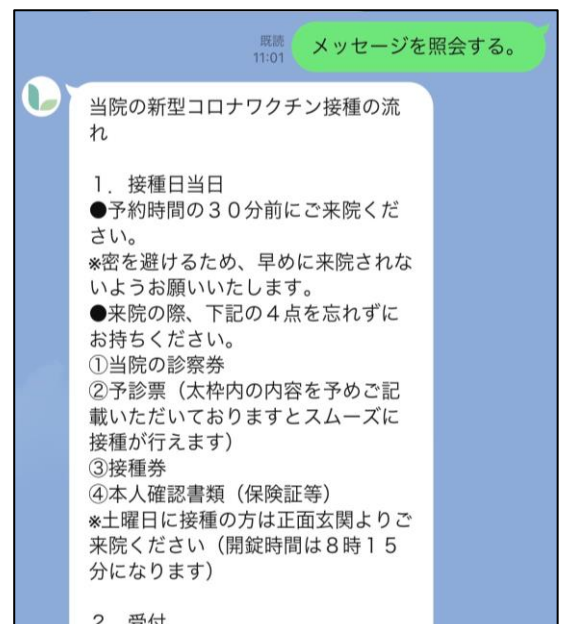 既読
11:01
メッセージを照会する。
当院の新型コロナワクチン接種の流
れ
１．接種日当日
●予約時間の３０分前にご来院くだ
さい。
※密を避けるため、早めに来院されな
いようお願いいたします。
●来院の際、下記の４点を忘れずに
お持ちください。
①当院の診察券
②予診票（太枠内の内容を予めご記
載いただいておりますとスムーズに
接種が行えます）
③接種券
④本人確認書類（保険証等）
※土曜日に接種の方は正面玄関よりご
来院ください（開錠時間は８時１５
分になります）
２．受付